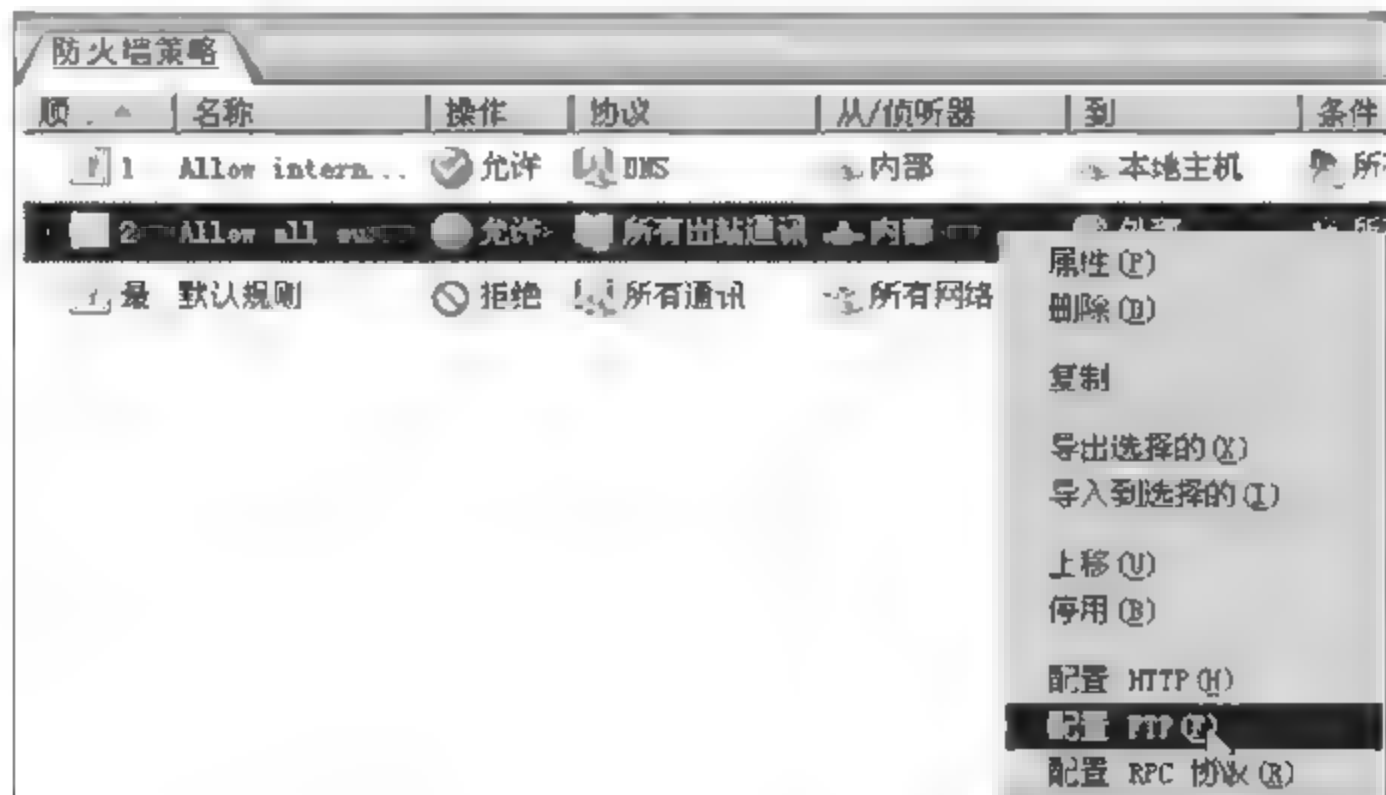 防火墙策略
顺. 名称 操作 协议 从/侦听器 到 条件
1 Allow intern... 允许 DNS 内部 本地主机 所有
2 Allow all 允许 所有出站通讯 内部 外部
最 默认规则 拒绝 所有通讯 所有网络
属性(P)
删除(D)
复制
导出选择的(X)
导入到选择的(I)
上移(U)
停用(B)
配置 HTTP(H)
配置 FTP(F)
配置 RPC 协议(R)